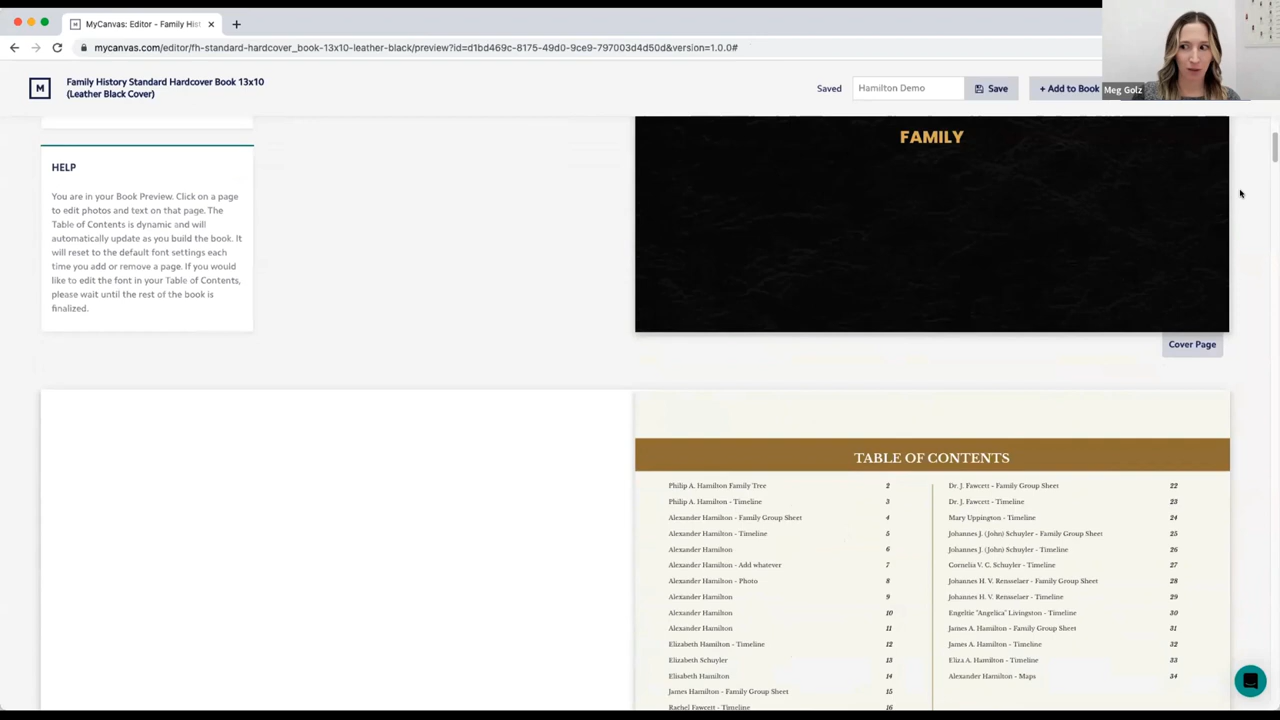 MyCanvas: Editor - Family Hist
mycanvas.com/editor/fh-standard-hardcover_book-13x10-leather-black/preview?id=d1bd469c-8175-49d0-9ce9-797003d4d50d&version=1.0.0#
M
Family History Standard Hardcover Book 13x10
(Leather Black Cover)
Saved
Hamilton Demo
Save
+ Add to Book
Meg Golz
HELP
You are in your Book Preview. Click on a page
to edit photos and text on that page. The
Table of Contents is dynamic and will
automatically update as you build the book. It
will reset to the default font settings each
time you add or remove a page. If you would
like to edit the font in your Table of Contents,
please wait until the rest of the book is
finalized.
FAMILY
Cover Page
TABLE OF CONTENTS
Philip A. Hamilton Family Tree 2
Philip A. Hamilton - Timeline 3
Alexander Hamilton - Family Group Sheet 4
Alexander Hamilton - Timeline 5
Alexander Hamilton 6
Alexander Hamilton - Add whatever 7
Alexander Hamilton - Photo 8
Alexander Hamilton 9
Alexander Hamilton 10
Alexander Hamilton 11
Elizabeth Hamilton - Timeline 12
Elizabeth Schuyler 13
Elisabeth Hamilton 14
James Hamilton - Family Group Sheet 15
Rachel Fawcett - Timeline 16
Dr. J. Fawcett - Family Group Sheet 22
Dr. J. Fawcett - Timeline 23
Mary Uppington - Timeline 24
Johannes J. (John) Schuyler - Family Group Sheet 25
Johannes J. (John) Schuyler - Timeline 26
Cornelia V. C. Schuyler - Timeline 27
Johannes H. V. Rensselaer - Family Group Sheet 28
Johannes H. V. Rensselaer - Timeline 29
Engeltie "Angelica" Livingston - Timeline 30
James A. Hamilton - Family Group Sheet 31
James A. Hamilton - Timeline 32
Eliza A. Hamilton - Timeline 33
Alexander Hamilton - Maps 34